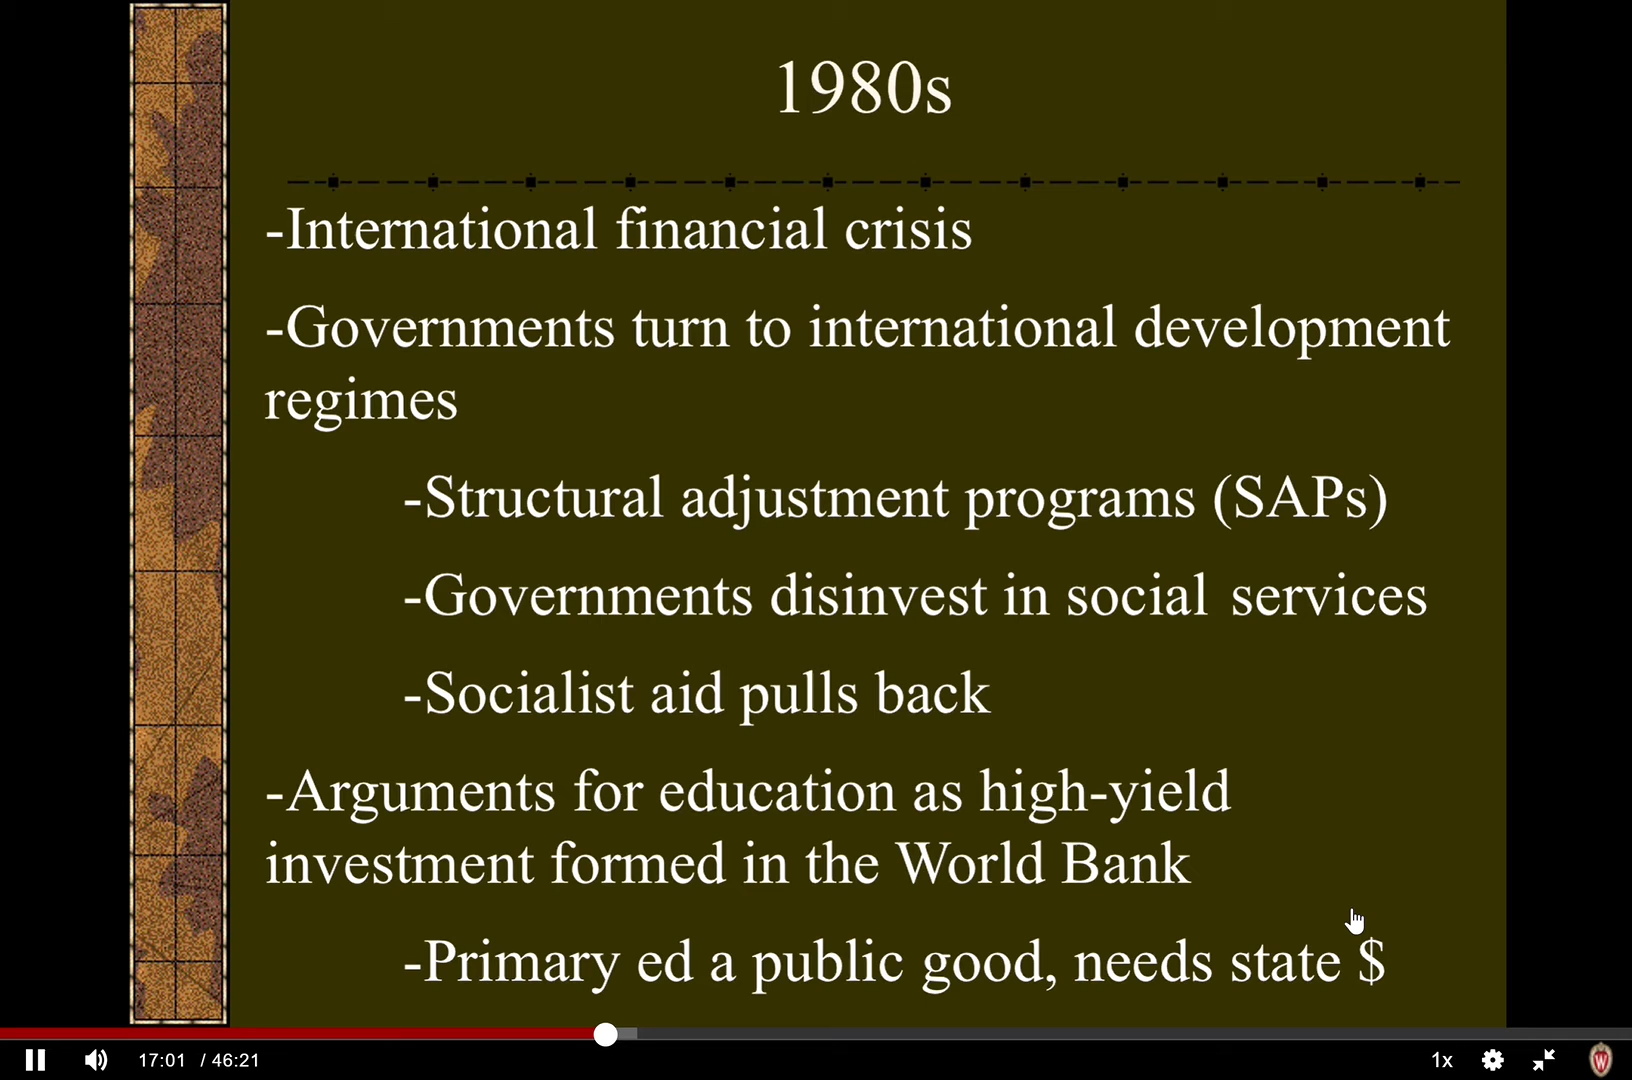 1980s
-International financial crisis
-Governments turn to international development
regimes
-Structural adjustment programs (SAPs)
-Governments disinvest in social services
-Socialist aid pulls back
-Arguments for education as high-yield
investment formed in the World Bank
-Primary ed a public good, needs state $
17:01 / 46:21
1x
W